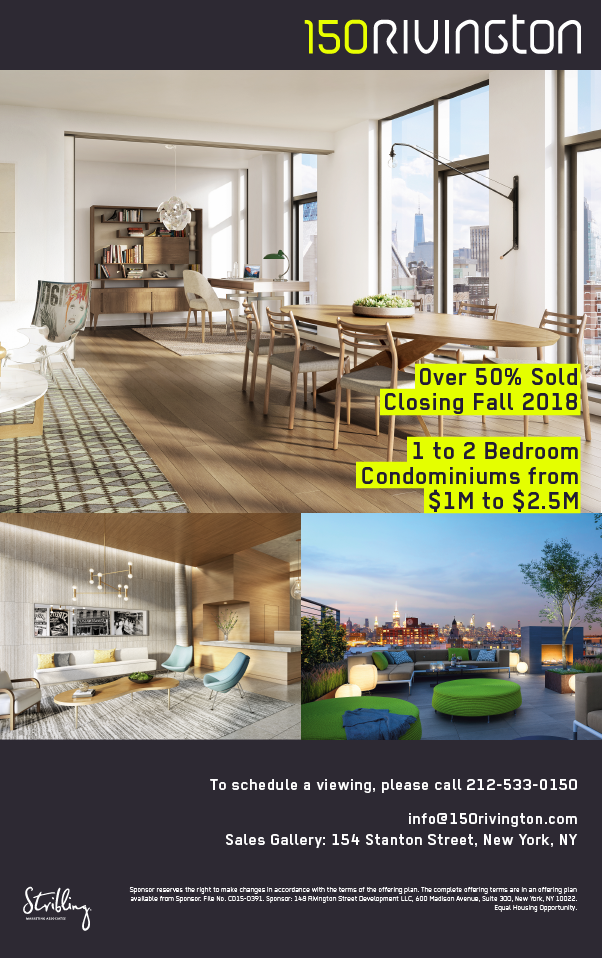 150RIVINGton
Over 50% Sold
Closing Fall 2018
1 to 2 Bedroom
Condominiums from
$1M to $2.5M
To schedule a viewing, please call 212-533-0150
info@150rivington.com
Sales Gallery: 154 Stanton Street, New York, NY
Stribling
MARKETING ASSOCIATES
Sponsor reserves the right to make changes in accordance with the terms of the offering plan. The complete offering terms are in an offering plan
available from Sponsor. File No. CD15-0391. Sponsor: 148 Rivington Street Development LLC, 600 Madison Avenue, Suite 300, New York, NY 10022.
Equal Housing Opportunity.